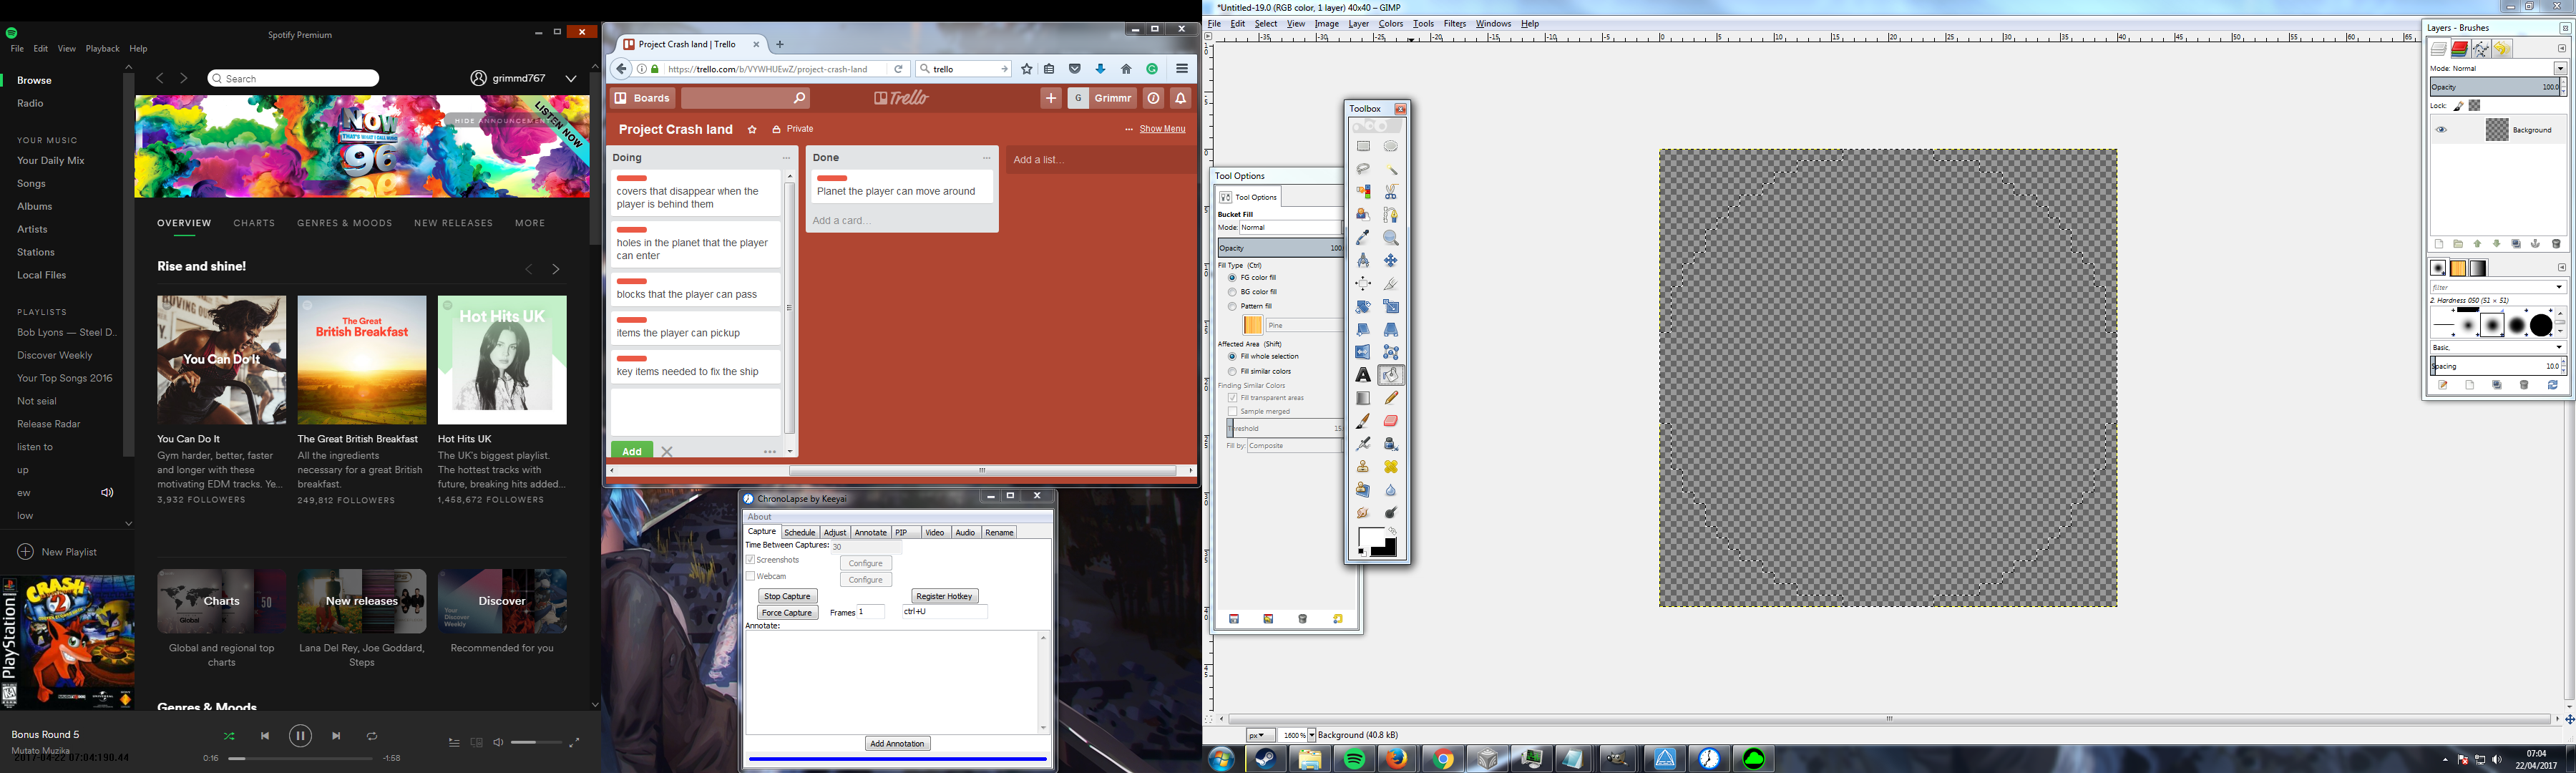 Spotify Premium
File Edit View Playback Help
Browse
Radio
YOUR MUSIC
Your Daily Mix
Songs
Albums
Artists
Stations
Local Files
PLAYLISTS
Bob Lyons — Steel D..
Discover Weekly
Your Top Songs 2016
Not seial
Release Radar
listen to
up
ew
low
New Playlist
Search
grimmd767
HIDE ANNOUNCEMENT
LISTEN NOW
NOW
THAT'S WHAT I CALL MUSIC
96
OVERVIEW CHARTS GENRES & MOODS NEW RELEASES MORE
Rise and shine!
You Can Do It
The Great
British Breakfast
Hot Hits UK
You Can Do It
Gym harder, better, faster
and longer with these
motivating EDM tracks. Ye...
3,932 FOLLOWERS
The Great British Breakfast
All the ingredients
necessary for a great British
breakfast.
249,812 FOLLOWERS
Hot Hits UK
The UK's biggest playlist.
The hottest tracks with
future, breaking hits added...
1,458,672 FOLLOWERS
Charts
New releases
Discover
Global and regional top
charts
Lana Del Rey, Joe Goddard,
Steps
Recommended for you
Genres & Moods
PlayStation
CRASH
2
Bonus Round 5
Mutato Muzika
2017-04-22 07:04:190.44
0:16
-1:58
Project Crash land | Trello
https://trello.com/b/VYWHUEwZ/project-crash-land
trello
Boards
Trello
G Grimmr
Project Crash land
Private
... Show Menu
Doing
covers that disappear when the
player is behind them
holes in the planet that the player
can enter
blocks that the player can pass
items the player can pickup
key items needed to fix the ship
Add
Done
Planet the player can move around
Add a card...
Add a list...
ChronoLapse by Keeyai
About
Capture Schedule Adjust Annotate PIP Video Audio Rename
Time Between Captures: 30
Screenshots Configure
Webcam Configure
Stop Capture Register Hotkey
Force Capture Frames 1 ctrl+U
Annotate:
Add Annotation
*Untitled-19.0 (RGB color, 1 layer) 40x40 – GIMP
File Edit Select View Image Layer Colors Tools Filters Windows Help
Toolbox
Tool Options
Tool Options
Bucket Fill
Mode: Normal
Opacity 100.
Fill Type (Ctrl)
FG color fill
BG color fill
Pattern fill
Pine
Affected Area (Shift)
Fill whole selection
Fill similar colors
Finding Similar Colors
Fill transparent areas
Sample merged
Threshold 15
Fill by: Composite
Layers - Brushes
Mode: Normal
Opacity 100.0
Lock:
Background
filter
2. Hardness 050 (51 × 51)
Basic,
Spacing 10.0
px 1600% Background (40.8 kB)
07:04
22/04/2017